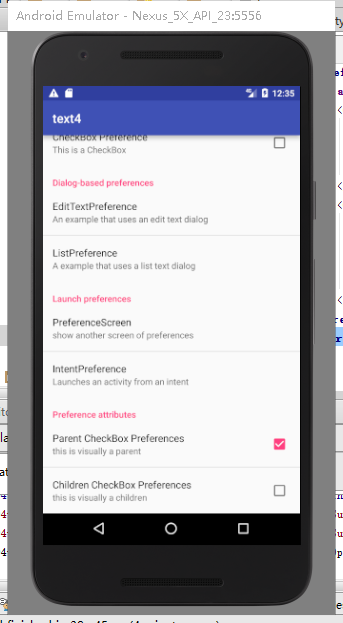 Android Emulator - Nexus_5X_API_23:5556
12:35
text4
CheckBox Preference
This is a CheckBox
Dialog-based preferences
EditTextPreference
An example that uses an edit text dialog
ListPreference
A example that uses a list text dialog
Launch preferences
PreferenceScreen
show another screen of preferences
IntentPreference
Launches an activity from an intent
Preference attributes
Parent CheckBox Preferences
this is visually a parent
Children CheckBox Preferences
this is visually a children